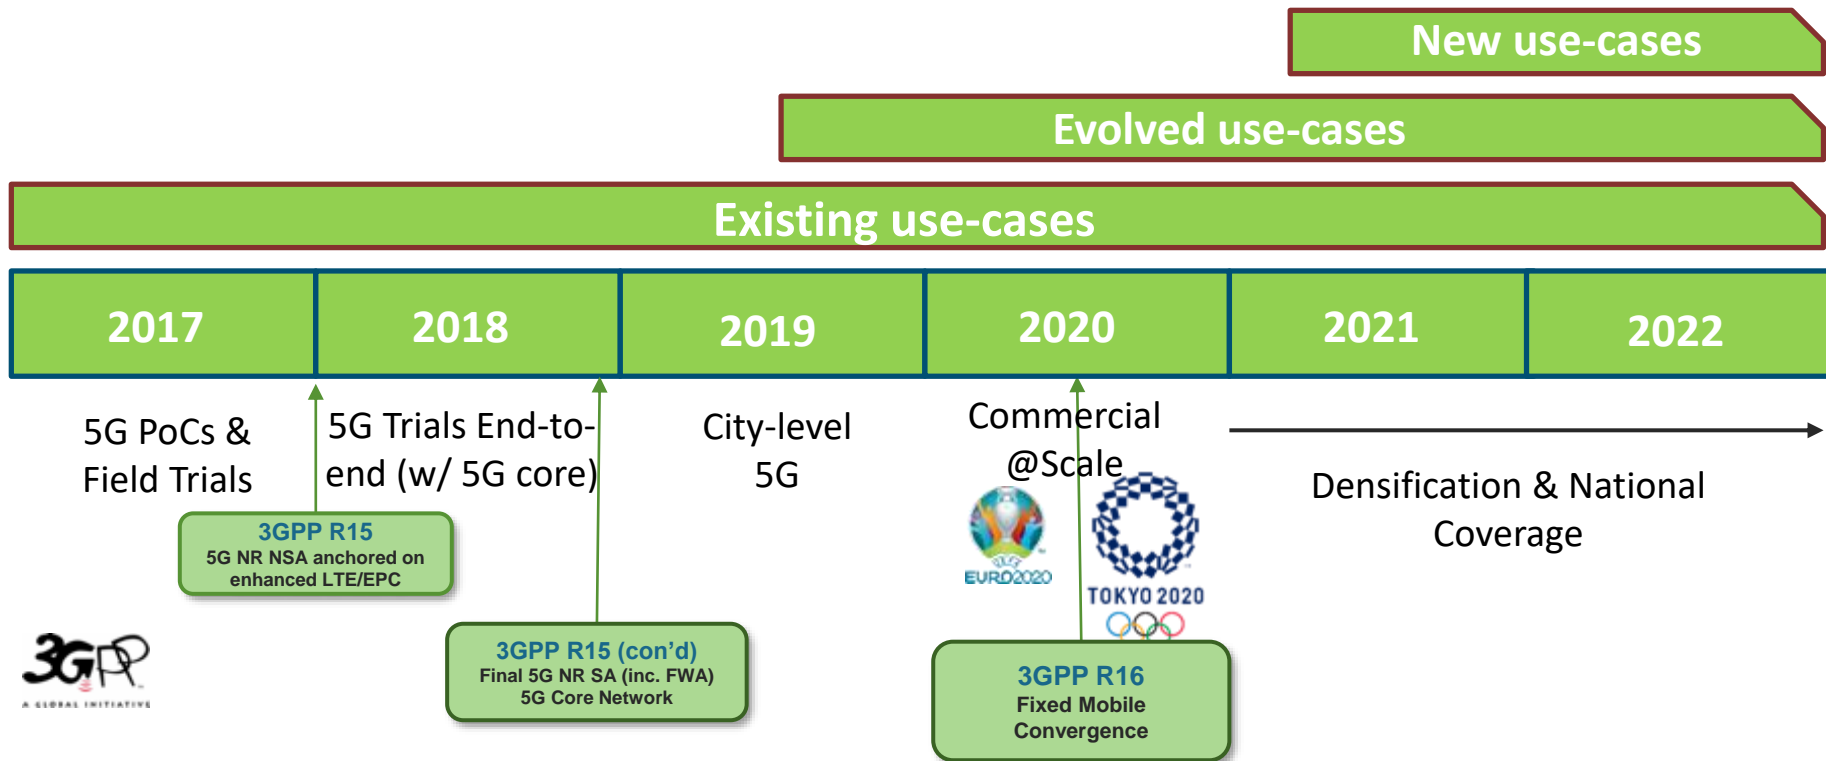 New use-cases
Evolved use-cases
Existing use-cases
2017
2018
2019
2020
2021
2022
5G PoCs &
Field Trials
5G Trials End-to-
end (w/ 5G core)
City-level
5G
Commercial
@Scale
Densification & National
Coverage
3GPP R15
5G NR NSA anchored on
enhanced LTE/EPC
EURO2020
TOKYO 2020
3GPP
A GLOBAL INITIATIVE
3GPP R15 (con’d)
Final 5G NR SA (inc. FWA)
5G Core Network
3GPP R16
Fixed Mobile
Convergence